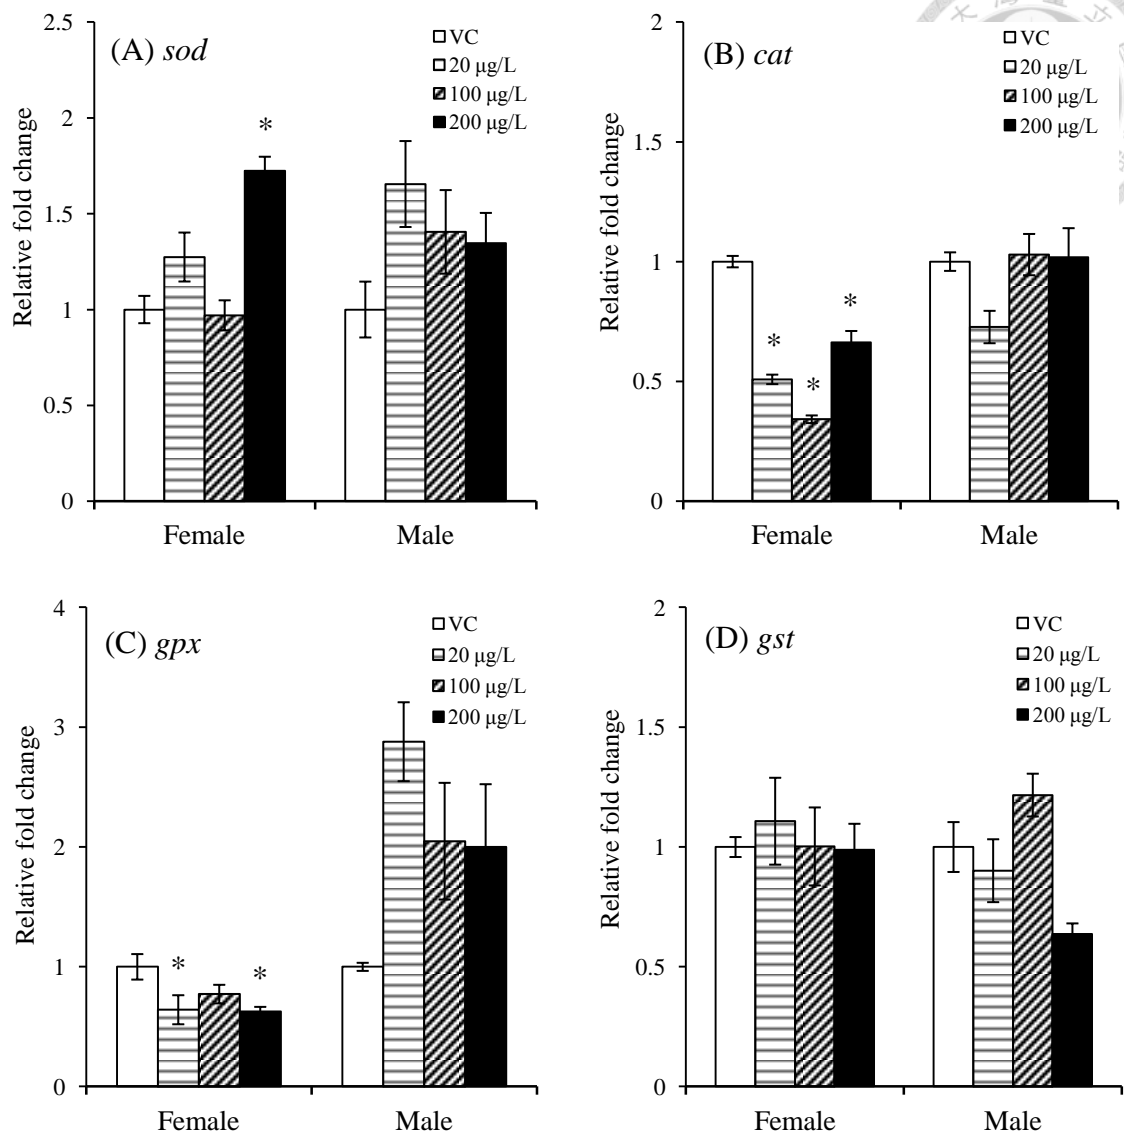 (A) sod
VC
20 μg/L
100 μg/L
200 μg/L
Relative fold change
2.5
2
1.5
1
0.5
0
*
Female
Male
(B) cat
VC
20 μg/L
100 μg/L
200 μg/L
Relative fold change
2
1.5
1
0.5
0
*
*
*
Female
Male
(C) gpx
VC
20 μg/L
100 μg/L
200 μg/L
Relative fold change
4
3
2
1
0
*
*
Female
Male
(D) gst
VC
20 μg/L
100 μg/L
200 μg/L
Relative fold change
2
1.5
1
0.5
0
Female
Male